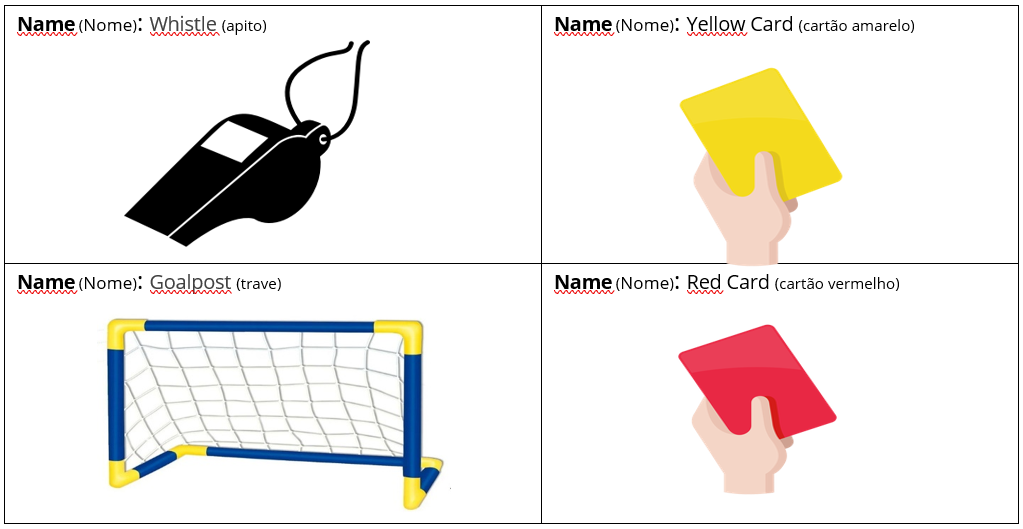 Name (Nome): Whistle (apito)
Name (Nome): Yellow Card (cartão amarelo)
Name (Nome): Goalpost (trave)
Name (Nome): Red Card (cartão vermelho)